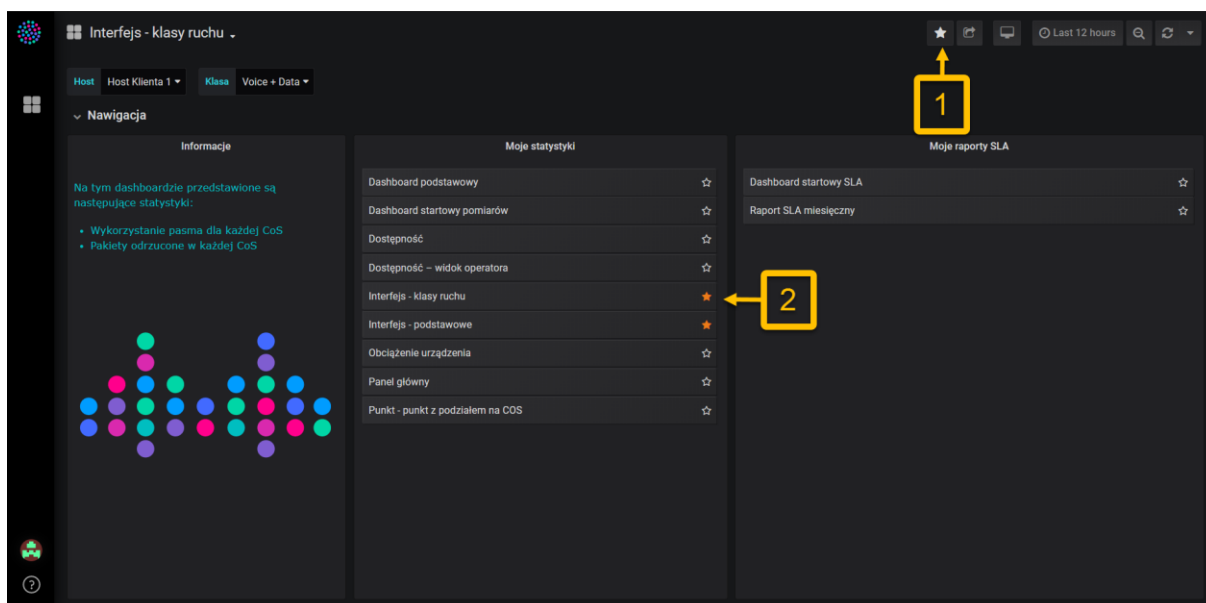 Interfejs - klasy ruchu
Last 12 hours
Host Host Klienta 1 Klasa Voice + Data
1
Nawigacja
Informacje
Na tym dashboardzie przedstawione są
następujące statystyki:
• Wykorzystanie pasma dla każdej CoS
• Pakiety odrzucone w każdej CoS
Moje statystyki
Dashboard podstawowy
Dashboard startowy pomiarów
Dostępność
Dostępność – widok operatora
Interfejs - klasy ruchu
2
Interfejs - podstawowe
Obciążenie urządzenia
Panel główny
Punkt - punkt z podziałem na COS
Moje raporty SLA
Dashboard startowy SLA
Raport SLA miesięczny
?